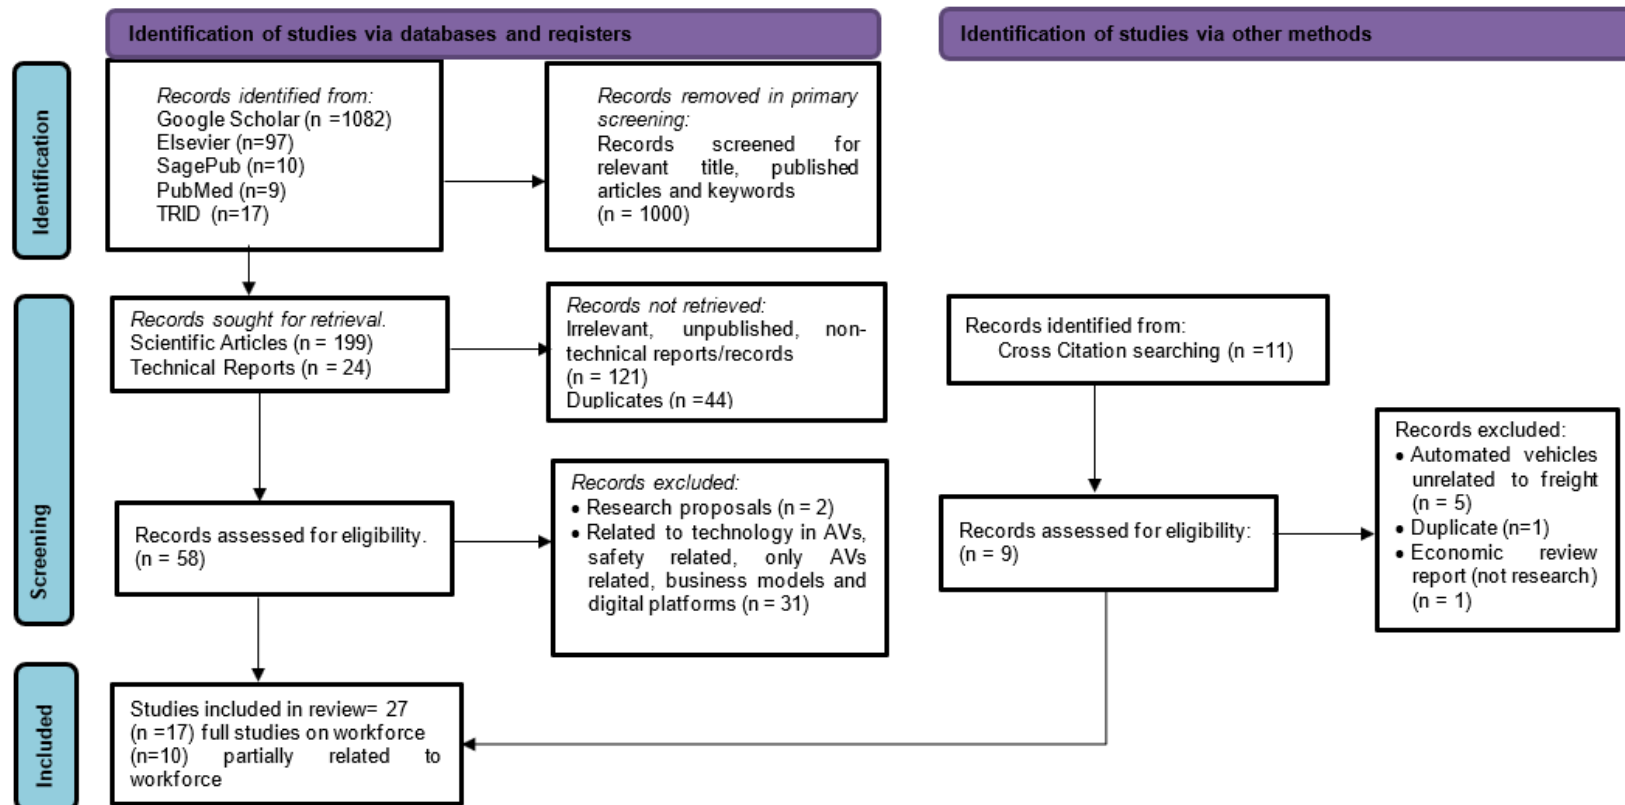 Identification of studies via databases and registers
Identification of studies via other methods
Identification
Records identified from:
Google Scholar (n =1082)
Elsevier (n=97)
SagePub (n=10)
PubMed (n=9)
TRID (n=17)
Records removed in primary
screening:
Records screened for
relevant title, published
articles and keywords
(n = 1000)
Screening
Records sought for retrieval.
Scientific Articles (n = 199)
Technical Reports (n = 24)
Records not retrieved:
Irrelevant, unpublished, non-
technical reports/records
(n = 121)
Duplicates (n =44)
Records identified from:
Cross Citation searching (n =11)
Records assessed for eligibility.
(n = 58)
Records excluded:
• Research proposals (n = 2)
• Related to technology in AVs,
safety related, only AVs
related, business models and
digital platforms (n = 31)
Records assessed for eligibility:
(n = 9)
Records excluded:
• Automated vehicles
unrelated to freight
(n = 5)
• Duplicate (n=1)
• Economic review
report (not research)
(n = 1)
Included
Studies included in review= 27
(n =17) full studies on workforce
(n=10) partially related to
workforce